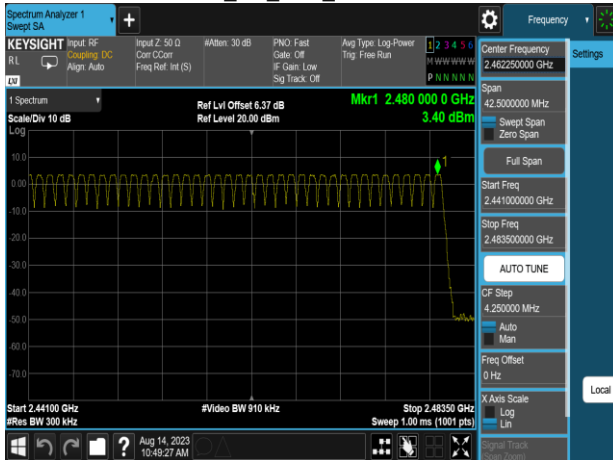 Spectrum Analyzer 1
Swept SA
Frequency
KEYSIGHT
RL
LXI
Input: RF
Coupling: DC
Align: Auto
Input Z: 50 Ω
Corr CCorr
Freq Ref: Int (S)
#Atten: 30 dB
PNO: Fast
Gate: Off
IF Gain: Low
Sig Track: Off
Avg Type: Log-Power
Trig: Free Run
1 2 3 4 5 6
M W W W W W
P N N N N N
Center Frequency
2.462250000 GHz
Settings
Span
42.5000000 MHz
Swept Span
Zero Span
Full Span
Start Freq
2.441000000 GHz
Stop Freq
2.483500000 GHz
AUTO TUNE
CF Step
4.250000 MHz
Auto
Man
Freq Offset
0 Hz
X Axis Scale
Log
Lin
Signal Track
(Span Zoom)
Local
1 Spectrum
Scale/Div 10 dB
Log
Ref Lvl Offset 6.37 dB
Ref Level 20.00 dBm
Mkr1 2.480 000 0 GHz
3.40 dBm
1
10.0
0.00
-10.0
-20.0
-30.0
-40.0
-50.0
-60.0
-70.0
Start 2.44100 GHz
#Res BW 300 kHz
#Video BW 910 kHz
Stop 2.48350 GHz
Sweep 1.00 ms (1001 pts)
?
Aug 14, 2023
10:49:27 AM